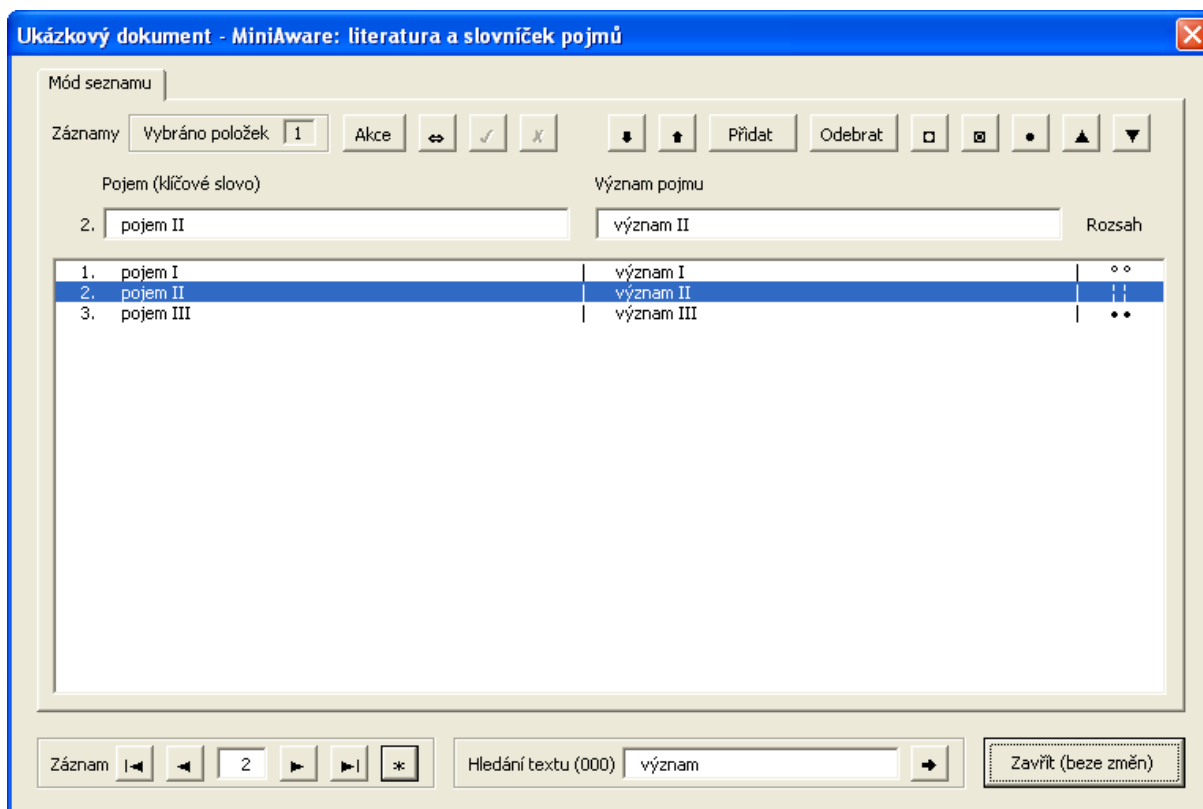 Ukázkový dokument - MiniAware: literatura a slovníček pojmů
Mód seznamu
Záznamy Vybráno položek 1 Akce Přidat Odebrat
Pojem (klíčové slovo) Význam pojmu
2. pojem II význam II Rozsah
1. pojem I | význam I |
2. pojem II | význam II |
3. pojem III | význam III |
Záznam 2 * Hledání textu (000) význam Zavřít (beze změn)